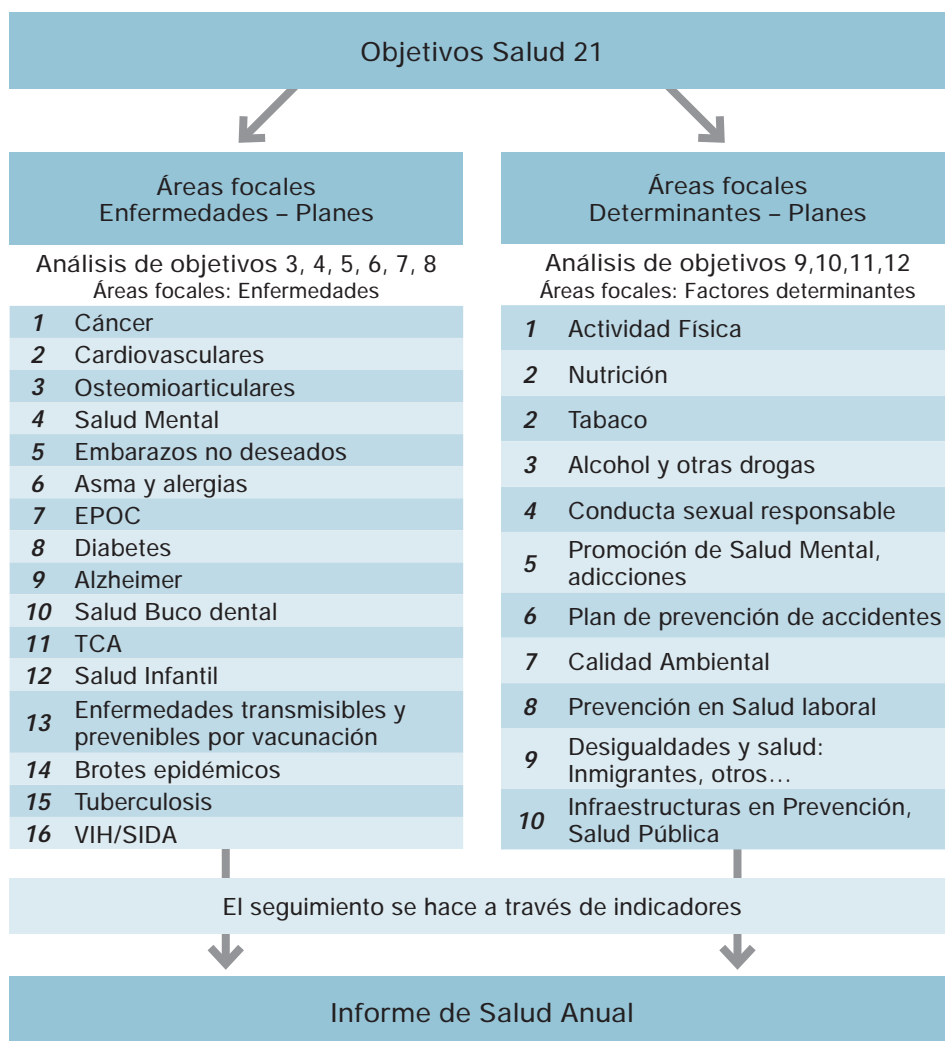 Objetivos Salud 21
Áreas focales
Enfermedades – Planes
Análisis de objetivos 3, 4, 5, 6, 7, 8
Áreas focales: Enfermedades
1 Cáncer
2 Cardiovasculares
3 Osteomioarticulares
4 Salud Mental
5 Embarazos no deseados
6 Asma y alergias
7 EPOC
8 Diabetes
9 Alzheimer
10 Salud Buco dental
11 TCA
12 Salud Infantil
13 Enfermedades transmisibles y
prevenibles por vacunación
14 Brotes epidémicos
15 Tuberculosis
16 VIH/SIDA
Áreas focales
Determinantes – Planes
Análisis de objetivos 9,10,11,12
Áreas focales: Factores determinantes
1 Actividad Física
2 Nutrición
2 Tabaco
3 Alcohol y otras drogas
4 Conducta sexual responsable
5 Promoción de Salud Mental,
adicciones
6 Plan de prevención de accidentes
7 Calidad Ambiental
8 Prevención en Salud laboral
9 Desigualdades y salud:
Inmigrantes, otros…
10 Infraestructuras en Prevención,
Salud Pública
El seguimiento se hace a través de indicadores
Informe de Salud Anual